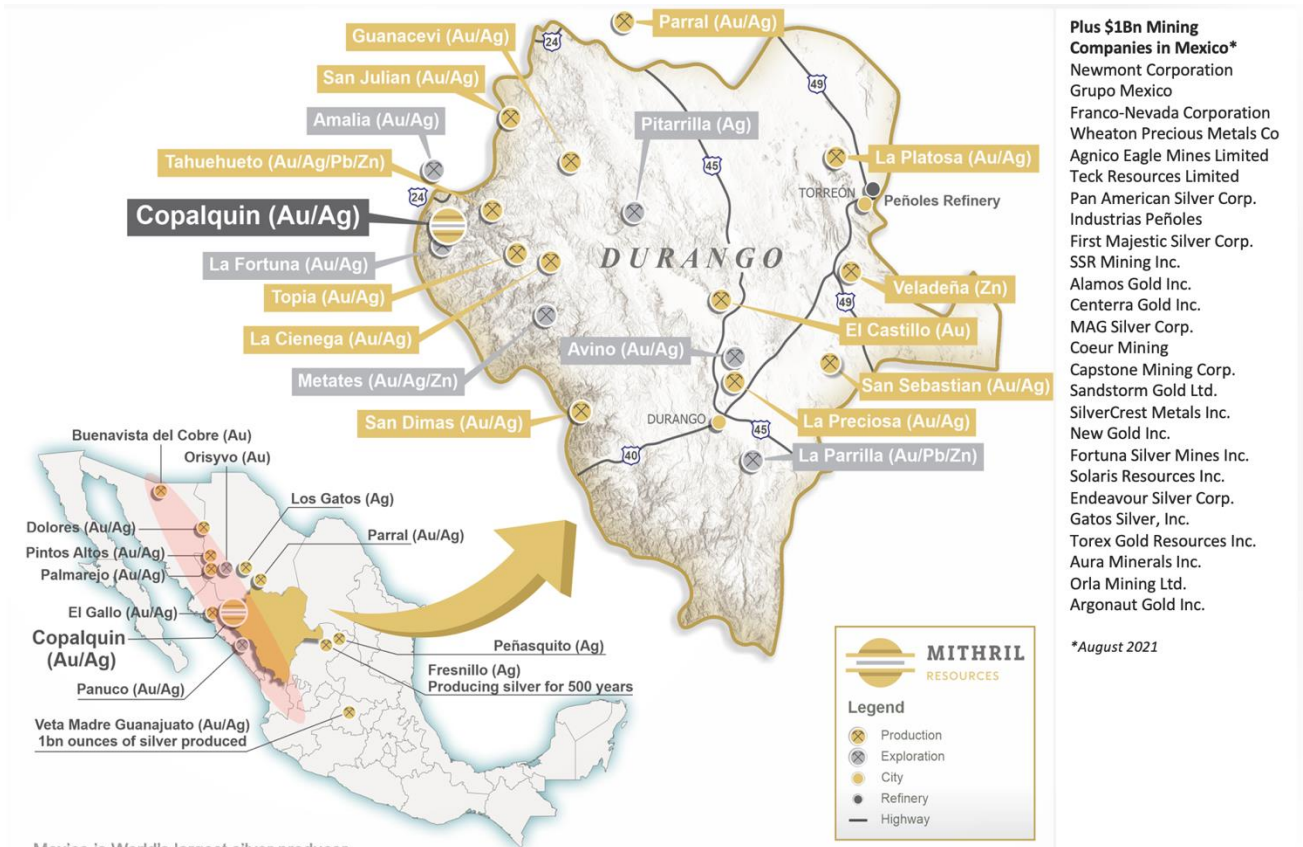 Parral (Au/Ag)
Guanacevi (Au/Ag)
24
San Julian (Au/Ag)
49
45
Amalia (Au/Ag)
Pitarrilla (Ag)
Tahuehueto (Au/Ag/Pb/Zn)
La Platosa (Au/Ag)
24
TORREÓN
Peñoles Refinery
Copalquin (Au/Ag)
La Fortuna (Au/Ag)
DURANGO
Topia (Au/Ag)
Veladeña (Zn)
49
La Cienega (Au/Ag)
El Castillo (Au)
Avino (Au/Ag)
Metates (Au/Ag/Zn)
San Sebastian (Au/Ag)
San Dimas (Au/Ag)
DURANGO
La Preciosa (Au/Ag)
45
40
La Parrilla (Au/Pb/Zn)
Buenavista del Cobre (Au)
Orisyvo (Au)
Los Gatos (Ag)
Dolores (Au/Ag)
Parral (Au/Ag)
Pintos Altos (Au/Ag)
Palmarejo (Au/Ag)
El Gallo (Au/Ag)
Copalquin
(Au/Ag)
Peñasquito (Ag)
Fresnillo (Ag)
Producing silver for 500 years
Panuco (Au/Ag)
Veta Madre Guanajuato (Au/Ag)
1bn ounces of silver produced
Mexico is World's largest silver producer
MITHRIL
RESOURCES
Legend
Production
Exploration
City
Refinery
Highway
Plus $1Bn Mining
Companies in Mexico*
Newmont Corporation
Grupo Mexico
Franco-Nevada Corporation
Wheaton Precious Metals Co
Agnico Eagle Mines Limited
Teck Resources Limited
Pan American Silver Corp.
Industrias Peñoles
First Majestic Silver Corp.
SSR Mining Inc.
Alamos Gold Inc.
Centerra Gold Inc.
MAG Silver Corp.
Coeur Mining
Capstone Mining Corp.
Sandstorm Gold Ltd.
SilverCrest Metals Inc.
New Gold Inc.
Fortuna Silver Mines Inc.
Solaris Resources Inc.
Endeavour Silver Corp.
Gatos Silver, Inc.
Torex Gold Resources Inc.
Aura Minerals Inc.
Orla Mining Ltd.
Argonaut Gold Inc.
*August 2021